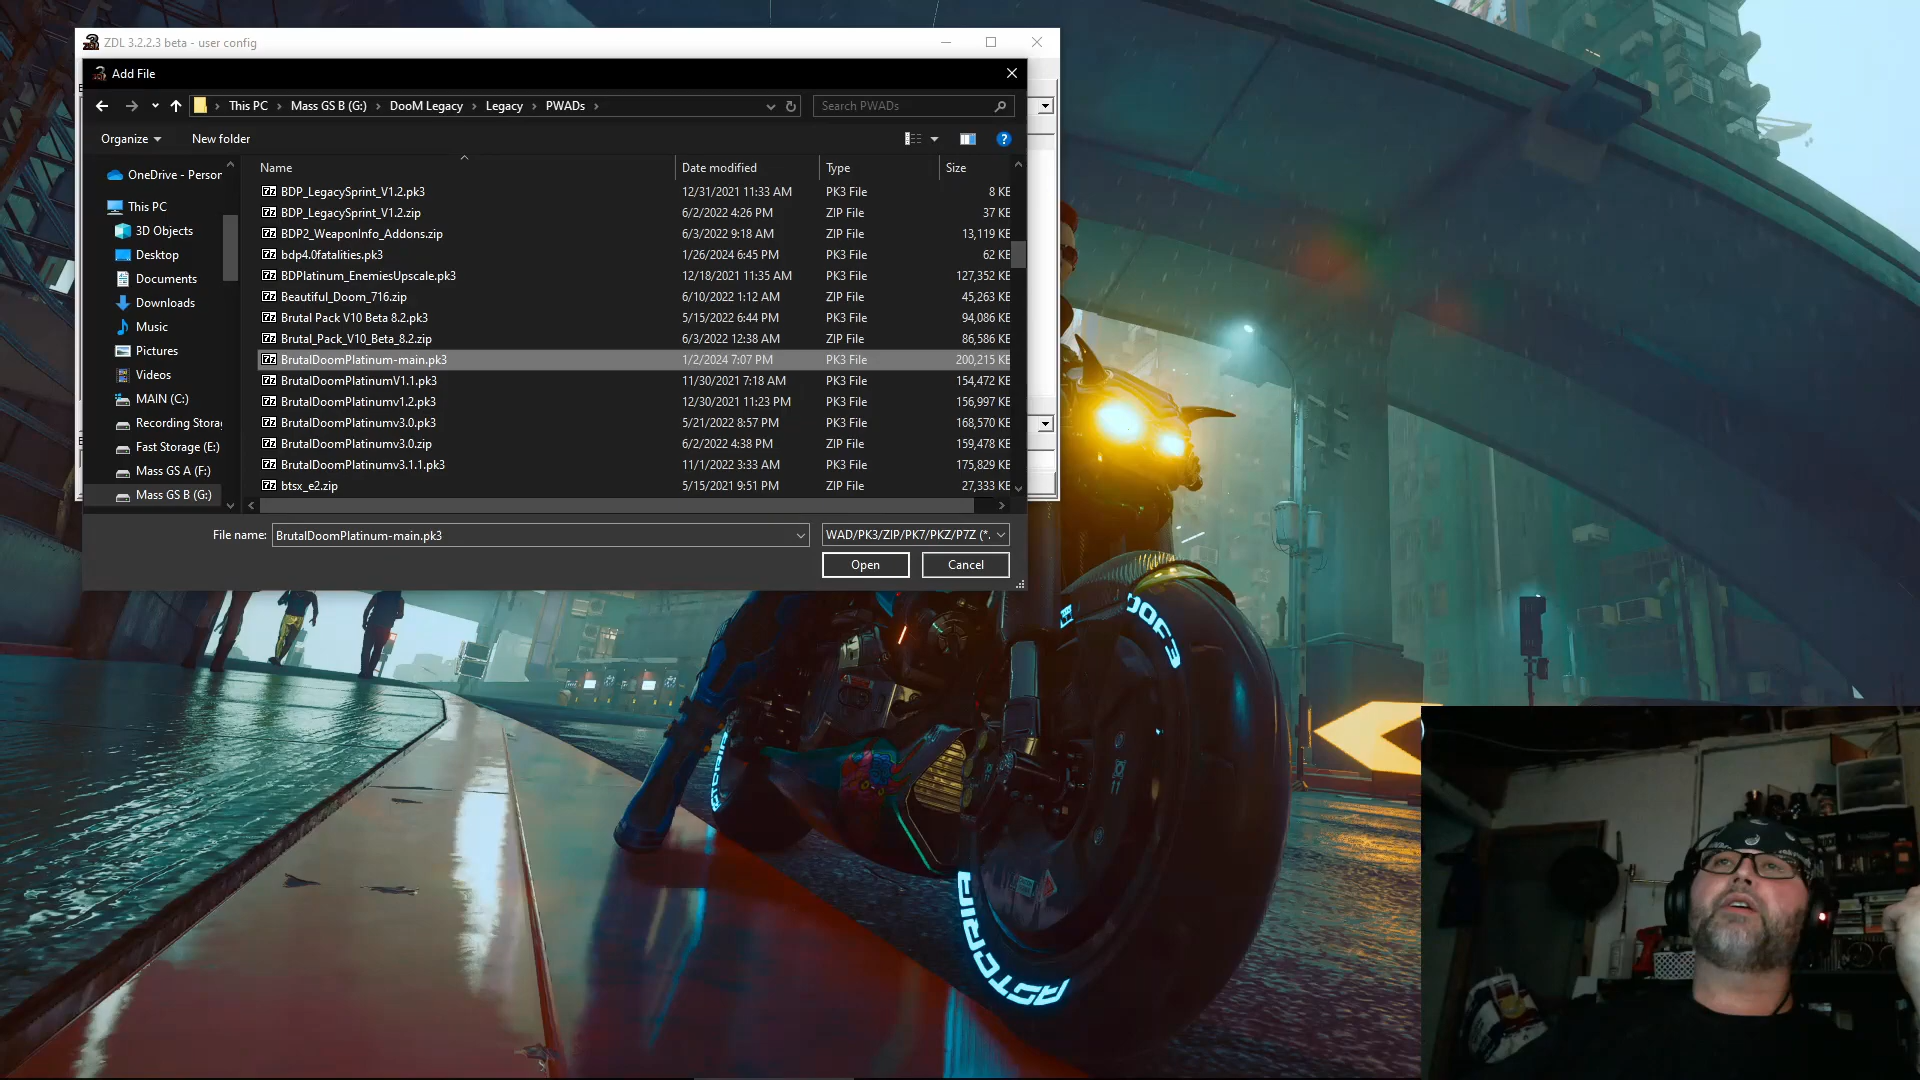 ZDL 3.2.2.3 beta - user config
Add File
This PC > Mass GS B (G:) > DooM Legacy > Legacy > PWADs >
Search PWADs
Organize
New folder
Name Date modified Type Size
OneDrive - Person
This PC
3D Objects
Desktop
Documents
Downloads
Music
Pictures
Videos
MAIN (C:)
Recording Stora
Fast Storage (E:)
Mass GS A (F:)
Mass GS B (G:)
BDP_LegacySprint_V1.2.pk3 12/31/2021 11:33 AM PK3 File 8 KB
BDP_LegacySprint_V1.2.zip 6/2/2022 4:26 PM ZIP File 37 KB
BDP2_WeaponInfo_Addons.zip 6/3/2022 9:18 AM ZIP File 13,119 KB
bdp4.0fatalities.pk3 1/26/2024 6:45 PM PK3 File 62 KB
BDPlatinum_EnemiesUpscale.pk3 12/18/2021 11:35 AM PK3 File 127,352 KB
Beautiful_Doom_716.zip 6/10/2022 1:12 AM ZIP File 45,263 KB
Brutal Pack V10 Beta 8.2.pk3 5/15/2022 6:44 PM PK3 File 94,086 KB
Brutal_Pack_V10_Beta_8.2.zip 6/3/2022 12:38 AM ZIP File 86,586 KB
BrutalDoomPlatinum-main.pk3 1/2/2024 7:07 PM PK3 File 200,215 KB
BrutalDoomPlatinumV1.1.pk3 11/30/2021 7:18 AM PK3 File 154,472 KB
BrutalDoomPlatinumv1.2.pk3 12/30/2021 11:23 PM PK3 File 156,997 KB
BrutalDoomPlatinumv3.0.pk3 5/21/2022 8:57 PM PK3 File 168,570 KB
BrutalDoomPlatinumv3.0.zip 6/2/2022 4:38 PM ZIP File 159,478 KB
BrutalDoomPlatinumv3.1.1.pk3 11/1/2022 3:33 AM PK3 File 175,829 KB
btsx_e2.zip 5/15/2021 9:51 PM ZIP File 27,333 KB
File name: BrutalDoomPlatinum-main.pk3
WAD/PK3/ZIP/PK7/PKZ/P7Z (*.
Open
Cancel